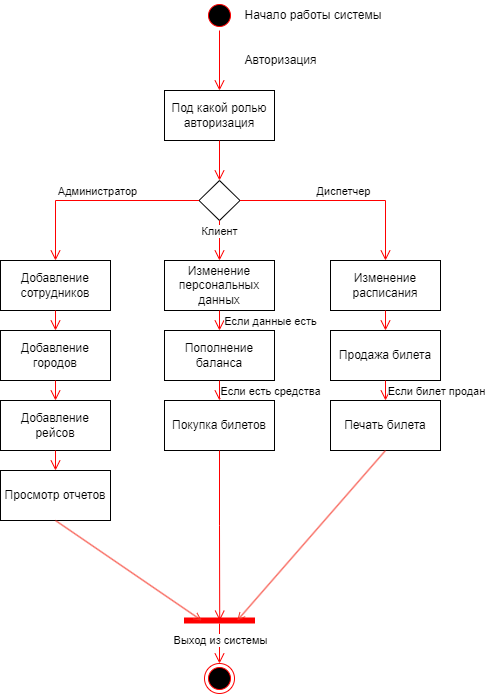 Начало работы системы
Авторизация
Под какой ролью
авторизация
Администратор
Диспетчер
Клиент
Добавление
сотрудников
Изменение
персональных
данных
Изменение
расписания
Если данные есть
Добавление
городов
Пополнение
баланса
Продажа билета
Если есть средства
Если билет продан
Добавление
рейсов
Покупка билетов
Печать билета
Просмотр отчетов
Выход из системы